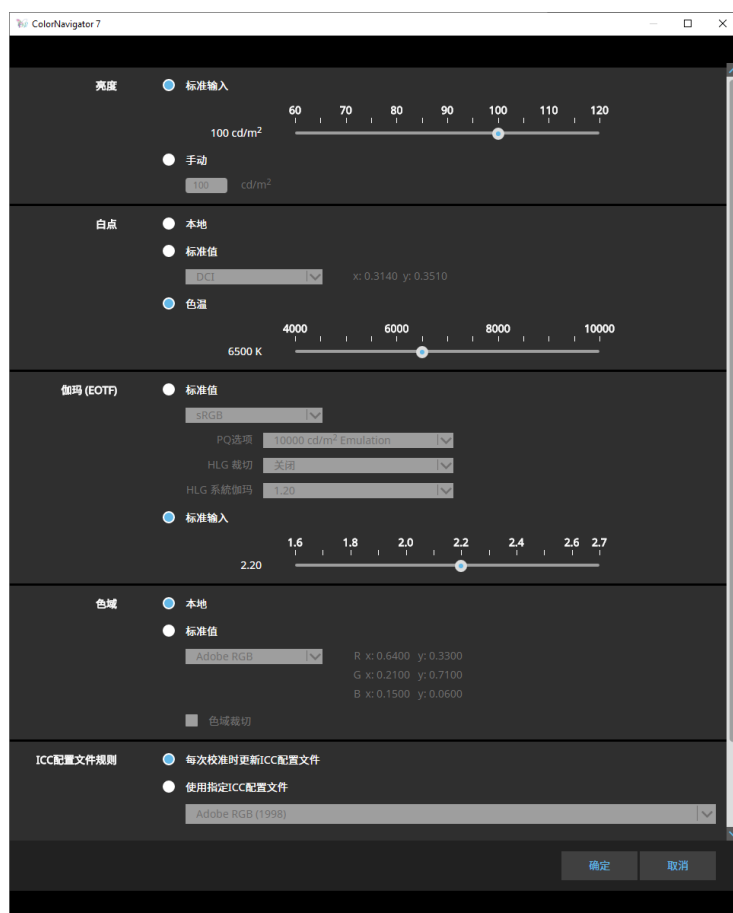 ColorNavigator 7
亮度 标准输入
60 70 80 90 100 110 120
100 cd/m²
手动
100 cd/m²
白点 本地
标准值
DCI x: 0.3140 y: 0.3510
色温
4000 6000 8000 10000
6500 K
伽玛 (EOTF) 标准值
sRGB
PQ选项 10000 cd/m² Emulation
HLG 裁切 关闭
HLG 系统伽玛 1.20
标准输入
1.6 1.8 2.0 2.2 2.4 2.6 2.7
2.20
色域 本地
标准值
Adobe RGB R x: 0.6400 y: 0.3300
G x: 0.2100 y: 0.7100
B x: 0.1500 y: 0.0600
色域裁切
ICC配置文件规则 每次校准时更新ICC配置文件
使用指定ICC配置文件
Adobe RGB (1998)
确定 取消